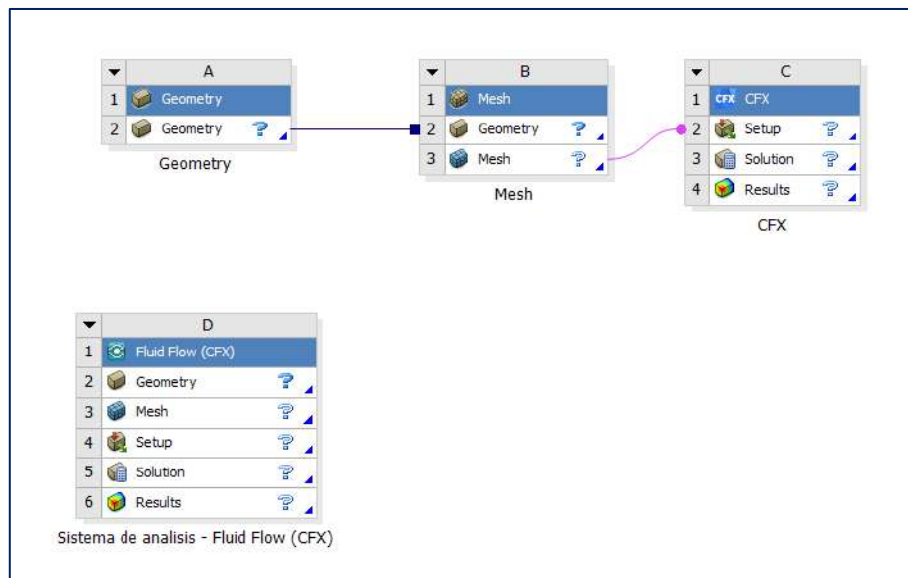 A
1 Geometry
2 Geometry ?
Geometry
B
1 Mesh
2 Geometry ?
3 Mesh ?
Mesh
C
1 CFX CFX
2 Setup ?
3 Solution ?
4 Results ?
CFX
D
1 Fluid Flow (CFX)
2 Geometry ?
3 Mesh ?
4 Setup ?
5 Solution ?
6 Results ?
Sistema de analisis - Fluid Flow (CFX)